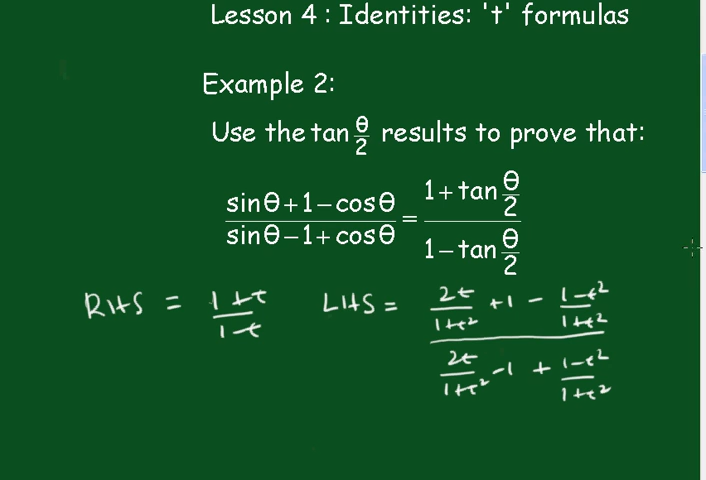 Lesson 4 : Identities: 't' formulas
Example 2:
Use the tan θ/2 results to prove that:
(sinθ+1−cosθ)/(sinθ−1+cosθ) = (1+tan θ/2)/(1−tan θ/2)
RHS = (1+t)/(1−t) LHS = (2t/(1+t²) +1 − (1−t²)/(1+t²))/(2t/(1+t²) −1 + (1−t²)/(1+t²))